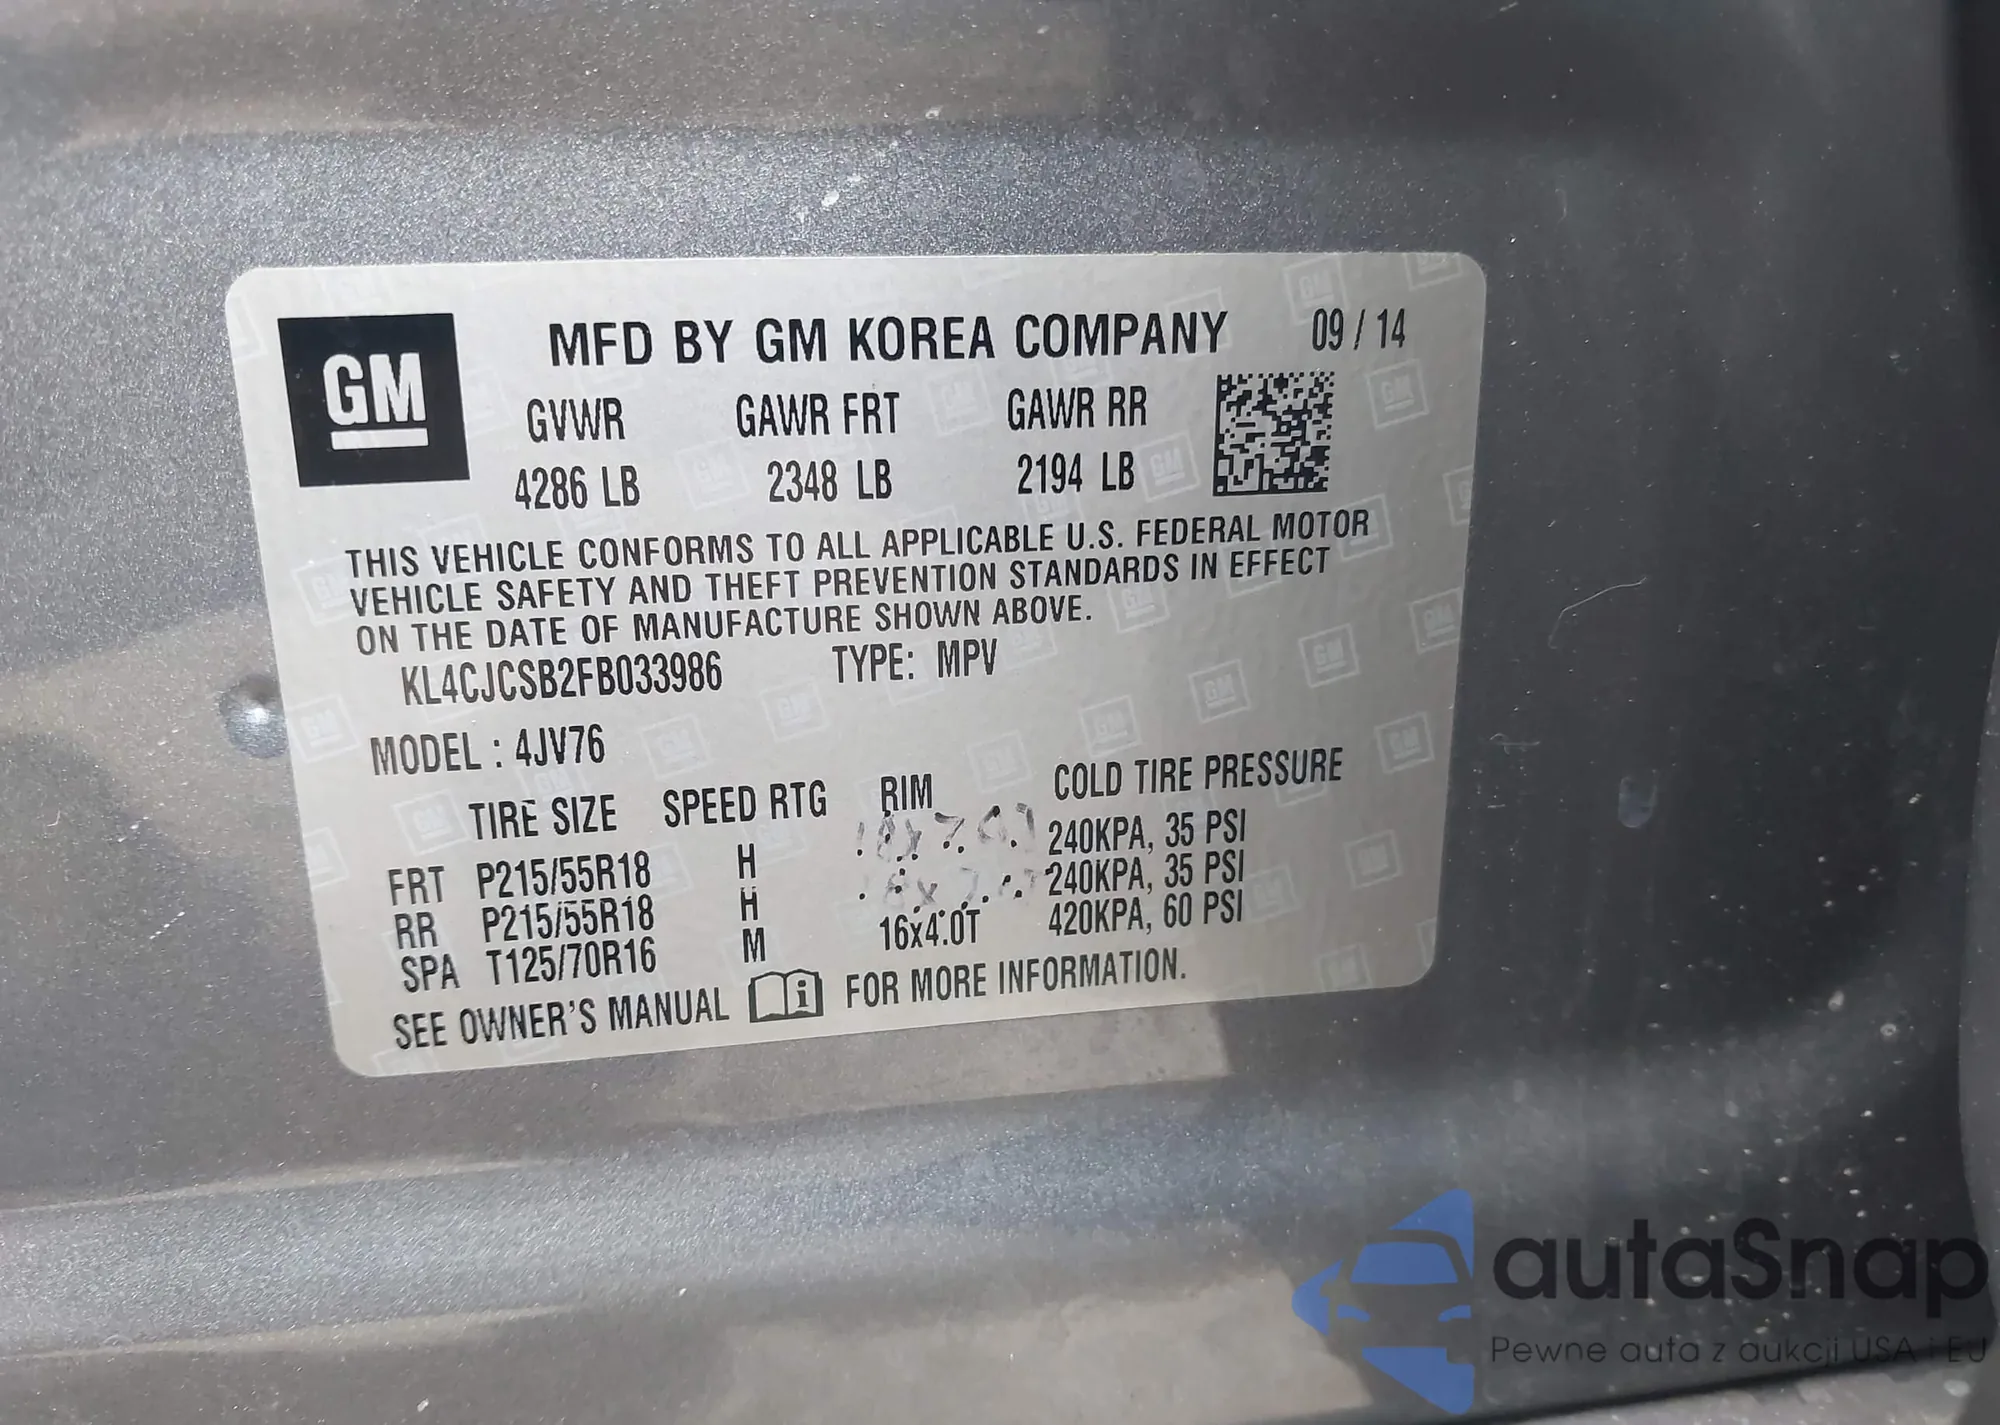 GM
MFD BY GM KOREA COMPANY 09 / 14
GVWR GAWR FRT GAWR RR
4286 LB 2348 LB 2194 LB
THIS VEHICLE CONFORMS TO ALL APPLICABLE U.S. FEDERAL MOTOR
VEHICLE SAFETY AND THEFT PREVENTION STANDARDS IN EFFECT
ON THE DATE OF MANUFACTURE SHOWN ABOVE.
KL4CJCSB2FB033986 TYPE: MPV
MODEL : 4JV76
TIRE SIZE SPEED RTG RIM COLD TIRE PRESSURE
FRT P215/55R18 H 240KPA, 35 PSI
RR P215/55R18 H 240KPA, 35 PSI
SPA T125/70R16 M 16x4.0T 420KPA, 60 PSI
SEE OWNER'S MANUAL i FOR MORE INFORMATION.
autaSnap
Pewne auta z aukcji USA i EU